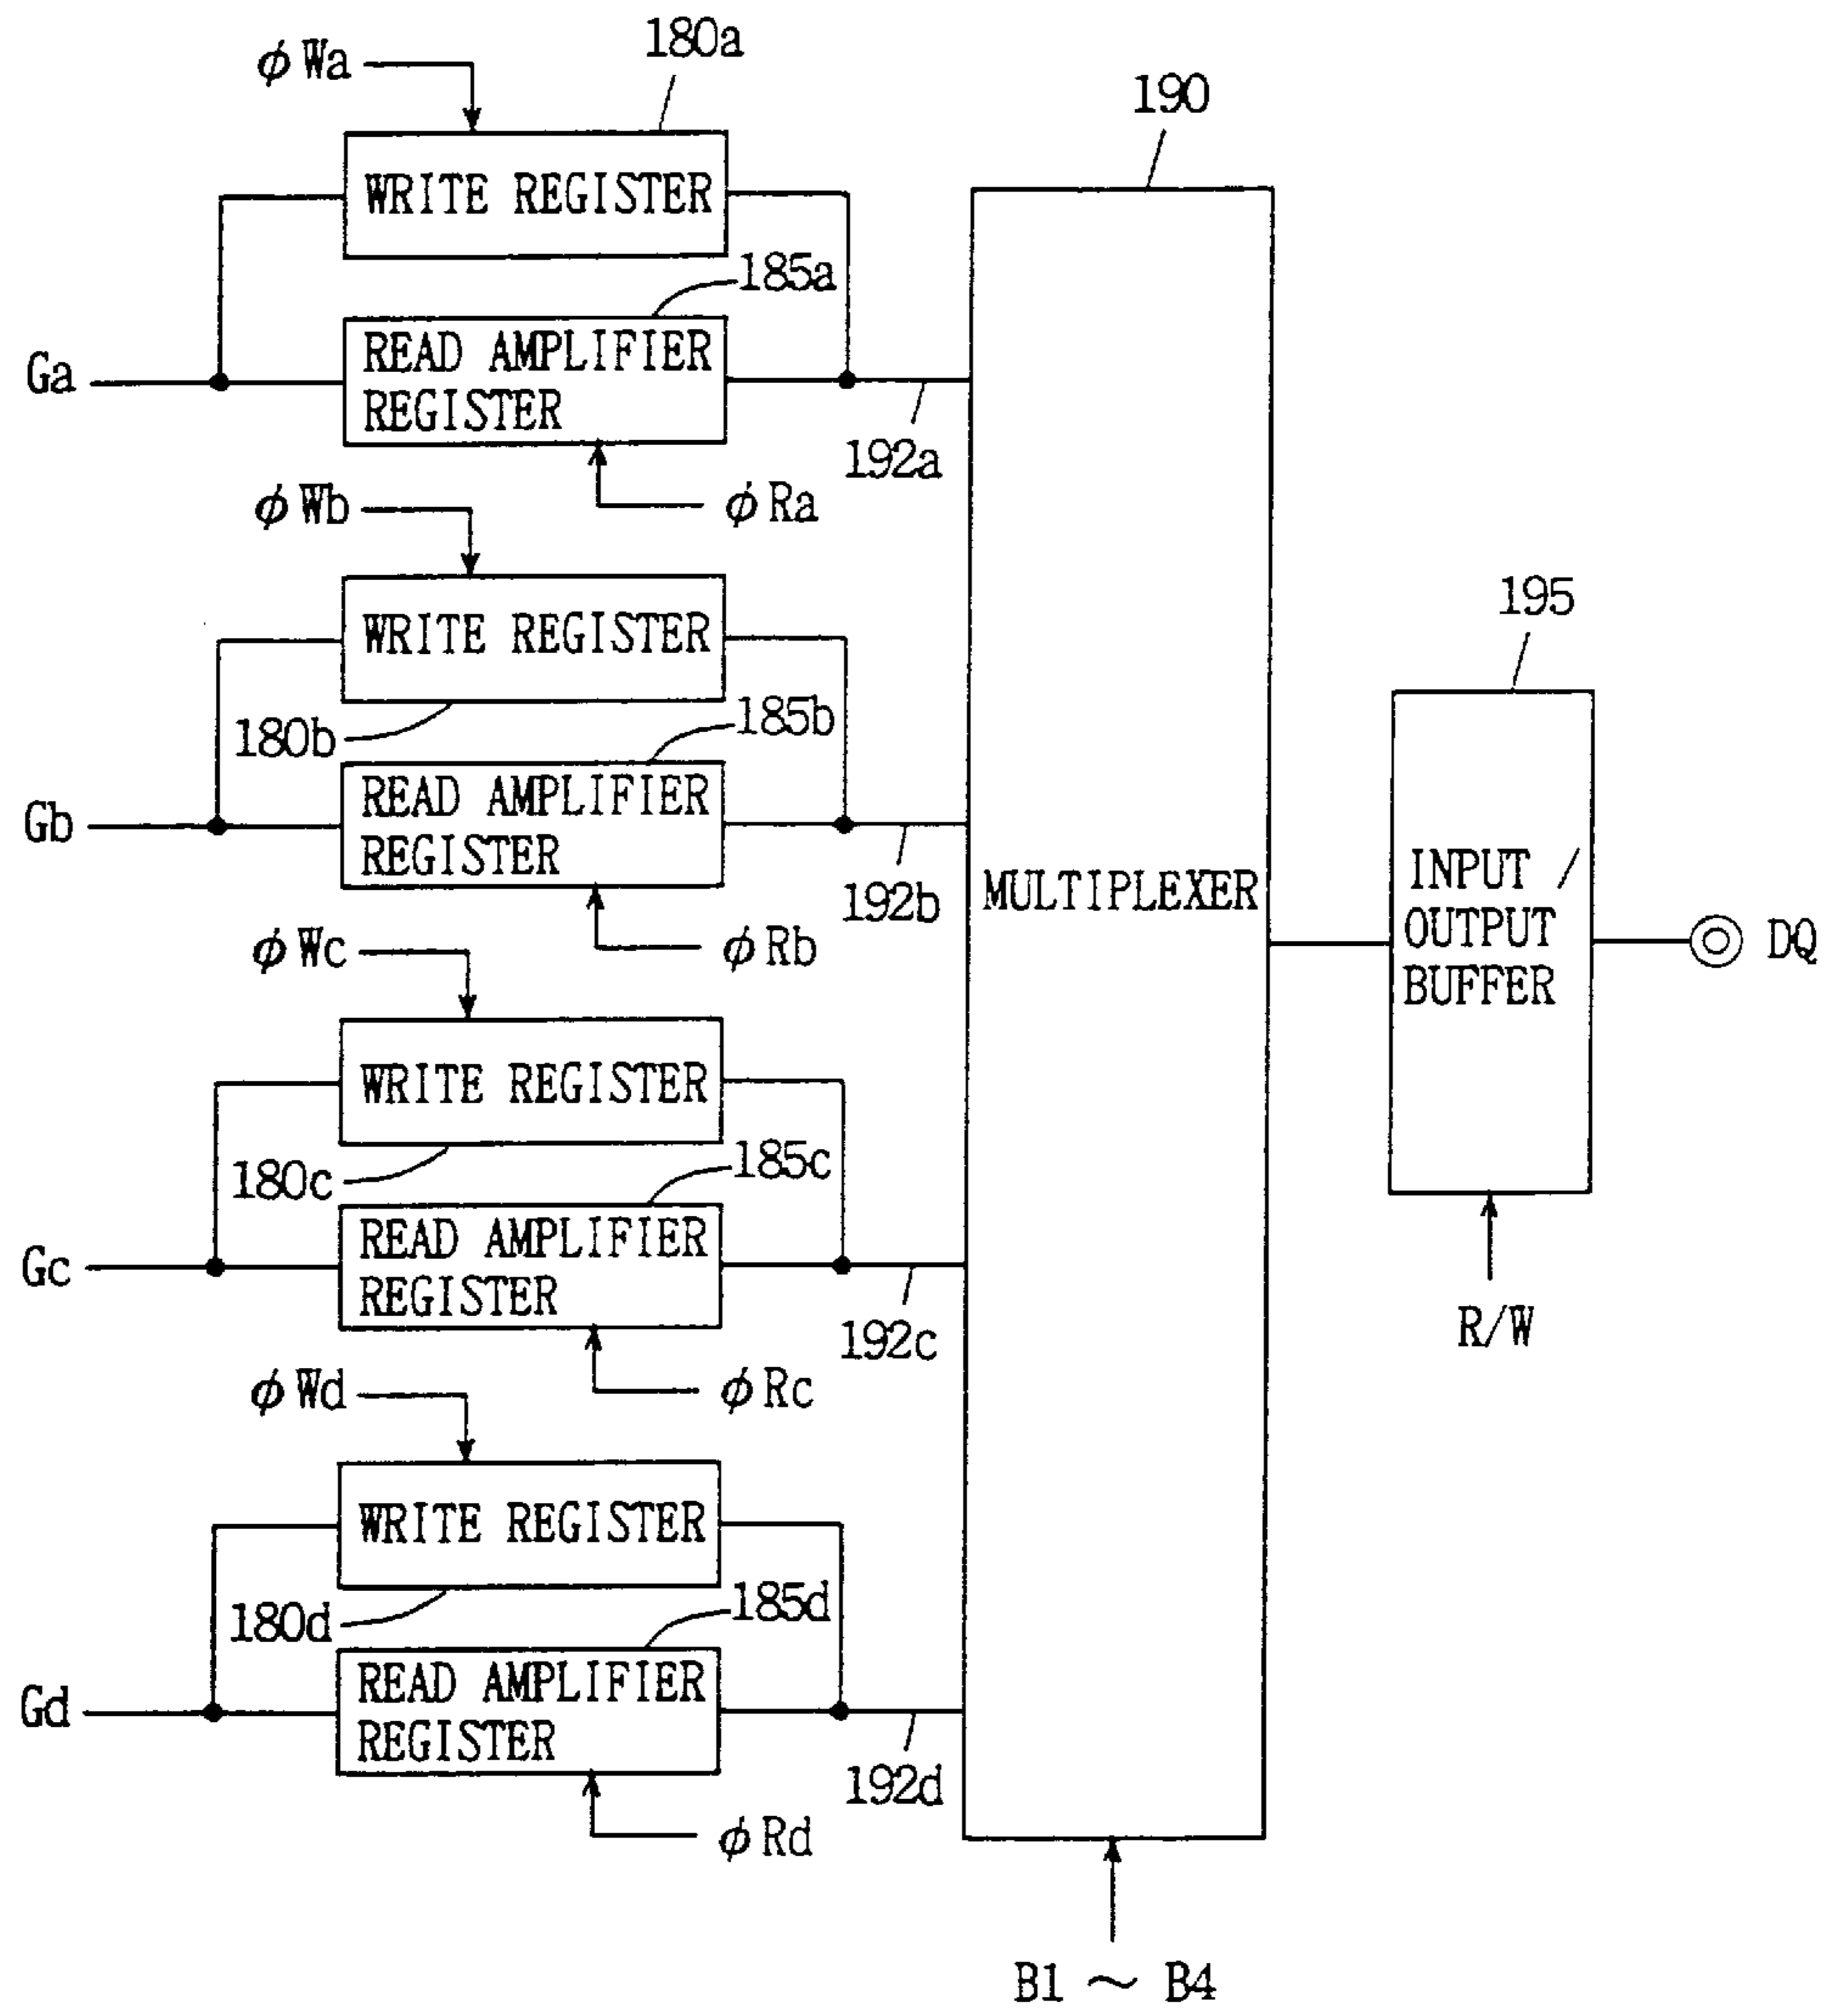 φWa
180a
190
WRITE REGISTER
185a
Ga
READ AMPLIFIER
REGISTER
192a
φWb
φRa
195
WRITE REGISTER
180b
185b
Gb
READ AMPLIFIER
REGISTER
192b
MULTIPLEXER
INPUT /
OUTPUT
BUFFER
DQ
φWc
φRb
WRITE REGISTER
180c
185c
Gc
READ AMPLIFIER
REGISTER
192c
R/W
φWd
φRc
WRITE REGISTER
180d
185d
Gd
READ AMPLIFIER
REGISTER
192d
φRd
B1 ~ B4